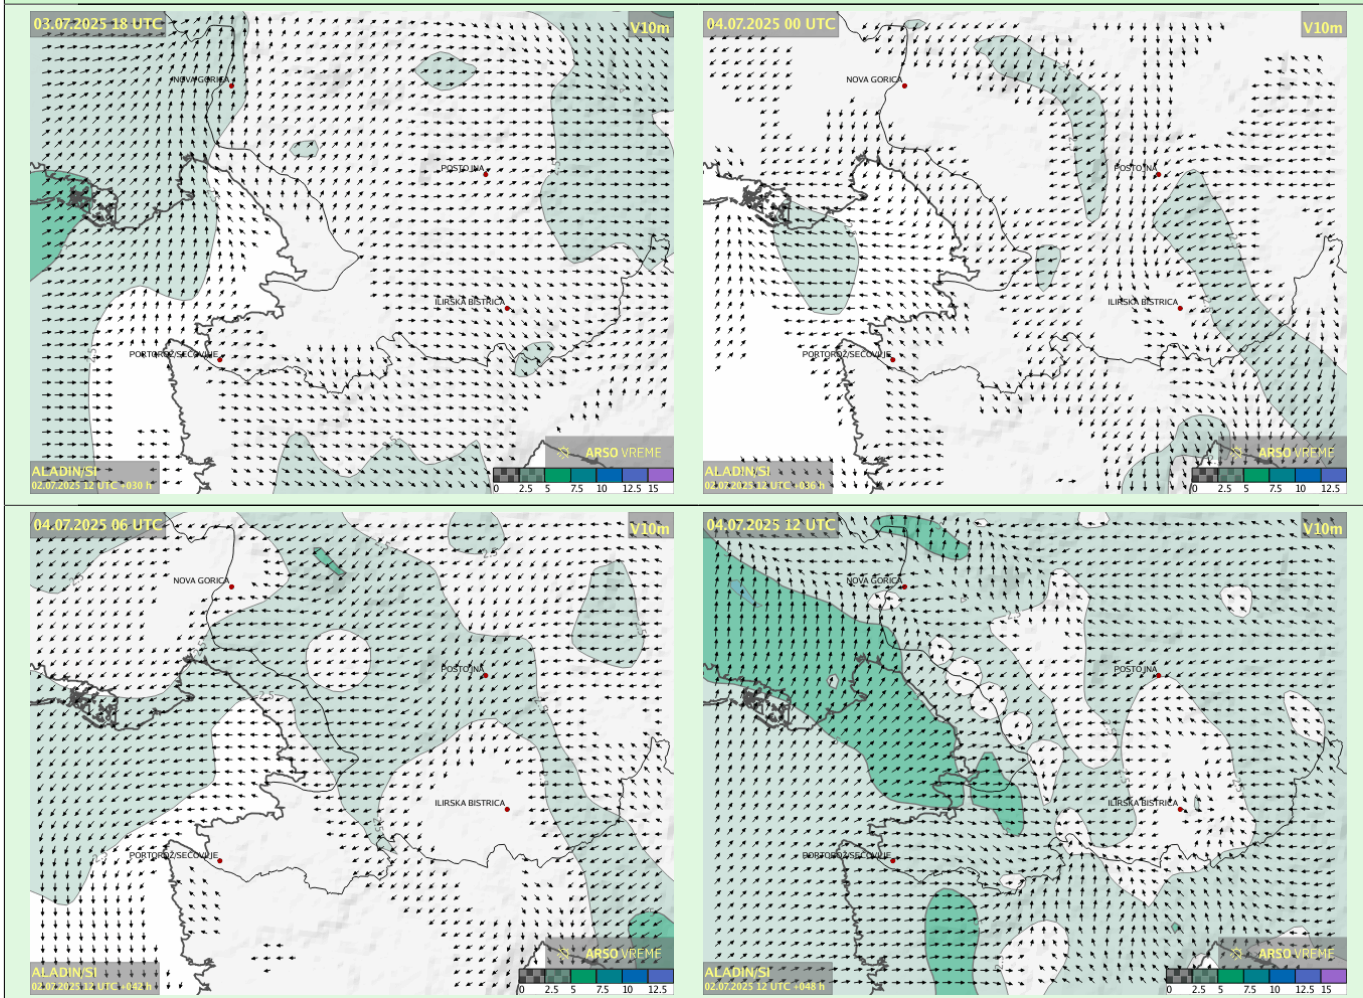 03.07.2025 18 UTC
V10m
NOVA GORICA
POSTOJNA
ILIRSKA BISTRICA
PORTOROŽ/SEČOVLJE
ARSO VREME
ALADIN/SI
02.07.2025 12 UTC +030 h
0 2.5 5 7.5 10 12.5 15
04.07.2025 00 UTC
V10m
NOVA GORICA
POSTOJNA
ILIRSKA BISTRICA
PORTOROŽ/SEČOVLJE
ARSO VREME
ALADIN/SI
02.07.2025 12 UTC +036 h
0 2.5 5 7.5 10 12.5
04.07.2025 06 UTC
V10m
NOVA GORICA
POSTOJNA
ILIRSKA BISTRICA
PORTOROŽ/SEČOVLJE
ARSO VREME
ALADIN/SI
02.07.2025 12 UTC +042 h
0 2.5 5 7.5 10 12.5
04.07.2025 12 UTC
V10m
NOVA GORICA
POSTOJNA
ILIRSKA BISTRICA
PORTOROŽ/SEČOVLJE
ARSO VREME
ALADIN/SI
02.07.2025 12 UTC +048 h
0 2.5 5 7.5 10 12.5 15